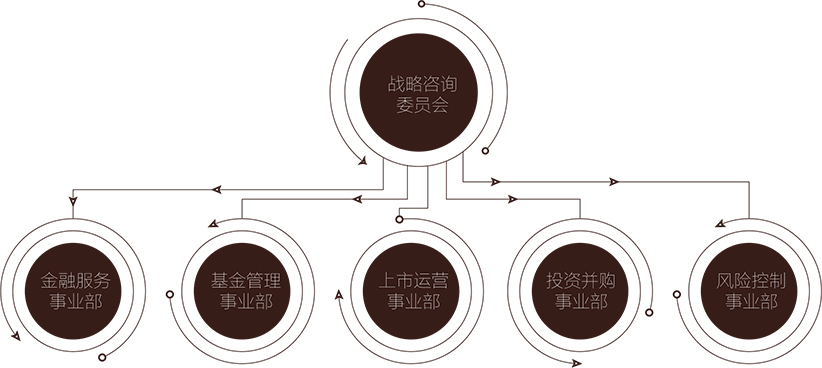 战略咨询
委员会
金融服务
事业部
基金管理
事业部
上市运营
事业部
投资并购
事业部
风险控制
事业部